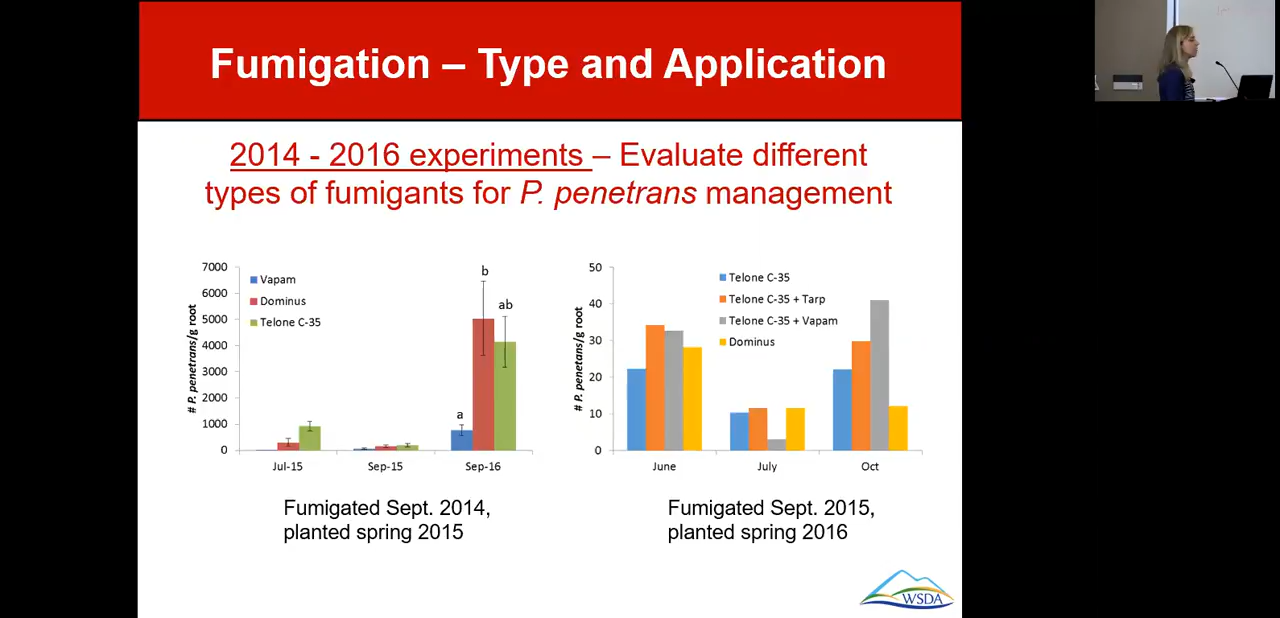 Fumigation – Type and Application
2014 - 2016 experiments – Evaluate different
types of fumigants for P. penetrans management
# P. penetrans/g root
7000
6000
5000
4000
3000
2000
1000
0
Vapam
Dominus
Telone C-35
a
b
ab
Jul-15
Sep-15
Sep-16
Fumigated Sept. 2014,
planted spring 2015
# P. penetans/g root
50
40
30
20
10
0
Telone C-35
Telone C-35 + Tarp
Telone C-35 + Vapam
Dominus
June
July
Oct
Fumigated Sept. 2015,
planted spring 2016
WSDA